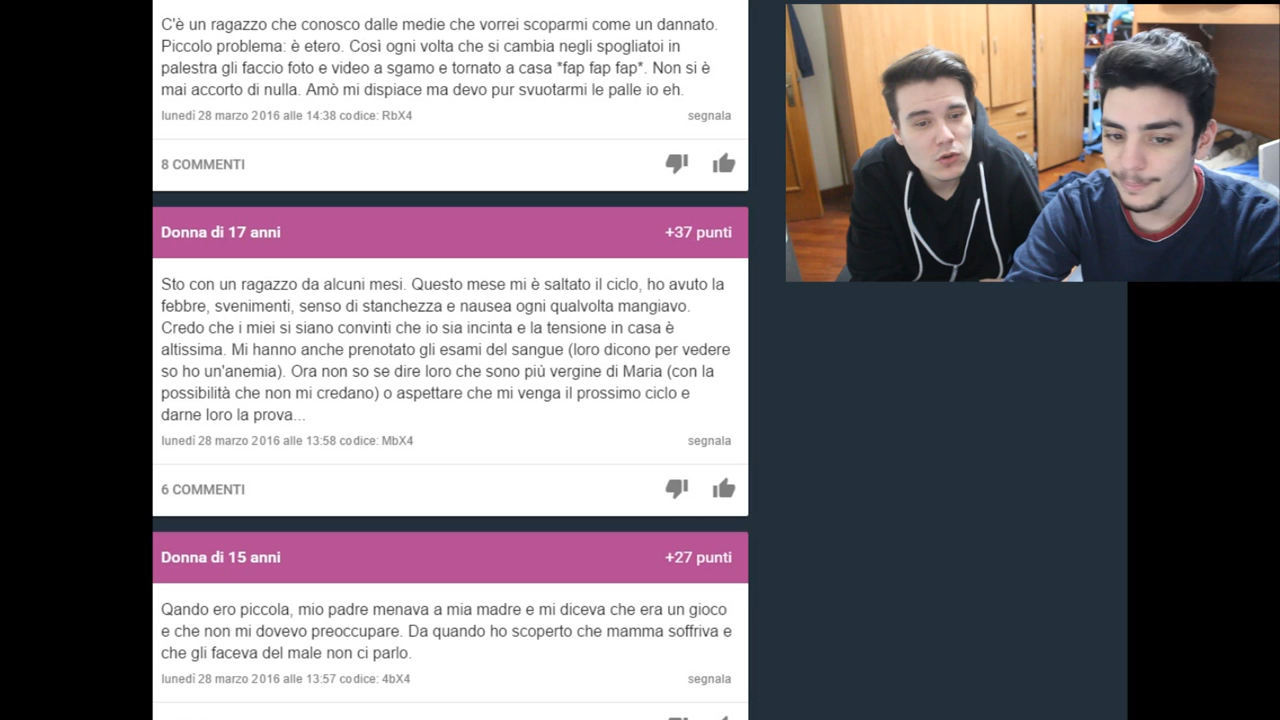 C'è un ragazzo che conosco dalle medie che vorrei scoparmi come un dannato.
Piccolo problema: è etero. Così ogni volta che si cambia negli spogliatoi in
palestra gli faccio foto e video a sgamo e tornato a casa *fap fap fap*. Non si è
mai accorto di nulla. Amò mi dispiace ma devo pur svuotarmi le palle io eh.
lunedì 28 marzo 2016 alle 14:38 codice: RbX4 segnala
8 COMMENTI
Donna di 17 anni +37 punti
Sto con un ragazzo da alcuni mesi. Questo mese mi è saltato il ciclo, ho avuto la
febbre, svenimenti, senso di stanchezza e nausea ogni qualvolta mangiavo.
Credo che i miei si siano convinti che io sia incinta e la tensione in casa è
altissima. Mi hanno anche prenotato gli esami del sangue (loro dicono per vedere
so ho un'anemia). Ora non so se dire loro che sono più vergine di Maria (con la
possibilità che non mi credano) o aspettare che mi venga il prossimo ciclo e
darne loro la prova...
lunedì 28 marzo 2016 alle 13:58 codice: MbX4 segnala
6 COMMENTI
Donna di 15 anni +27 punti
Qando ero piccola, mio padre menava a mia madre e mi diceva che era un gioco
e che non mi dovevo preoccupare. Da quando ho scoperto che mamma soffriva e
che gli faceva del male non ci parlo.
lunedì 28 marzo 2016 alle 13:57 codice: 4bX4 segnala